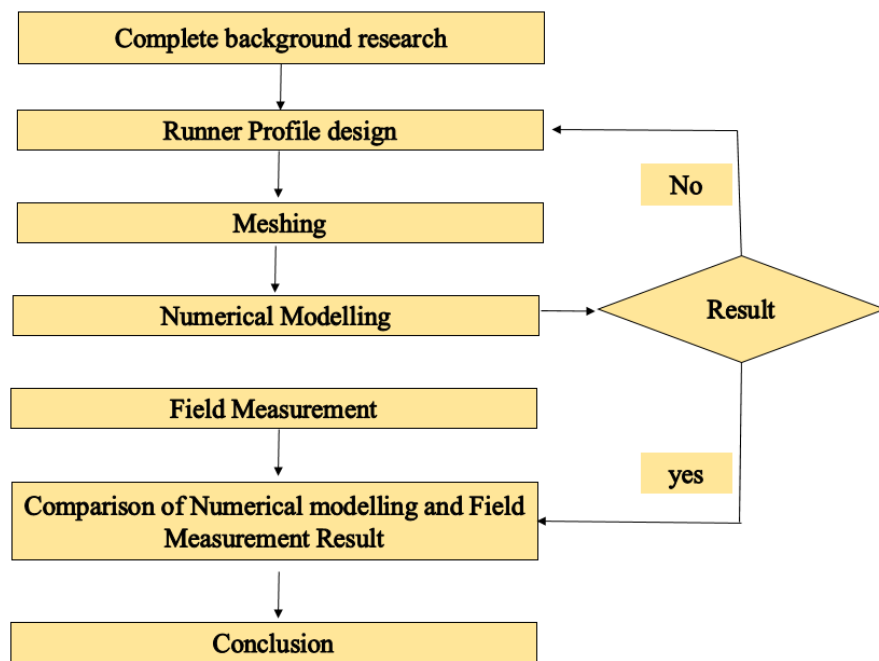 Complete background research
Runner Profile design
No
Meshing
Numerical Modelling
Result
Field Measurement
yes
Comparison of Numerical modelling and Field
Measurement Result
Conclusion